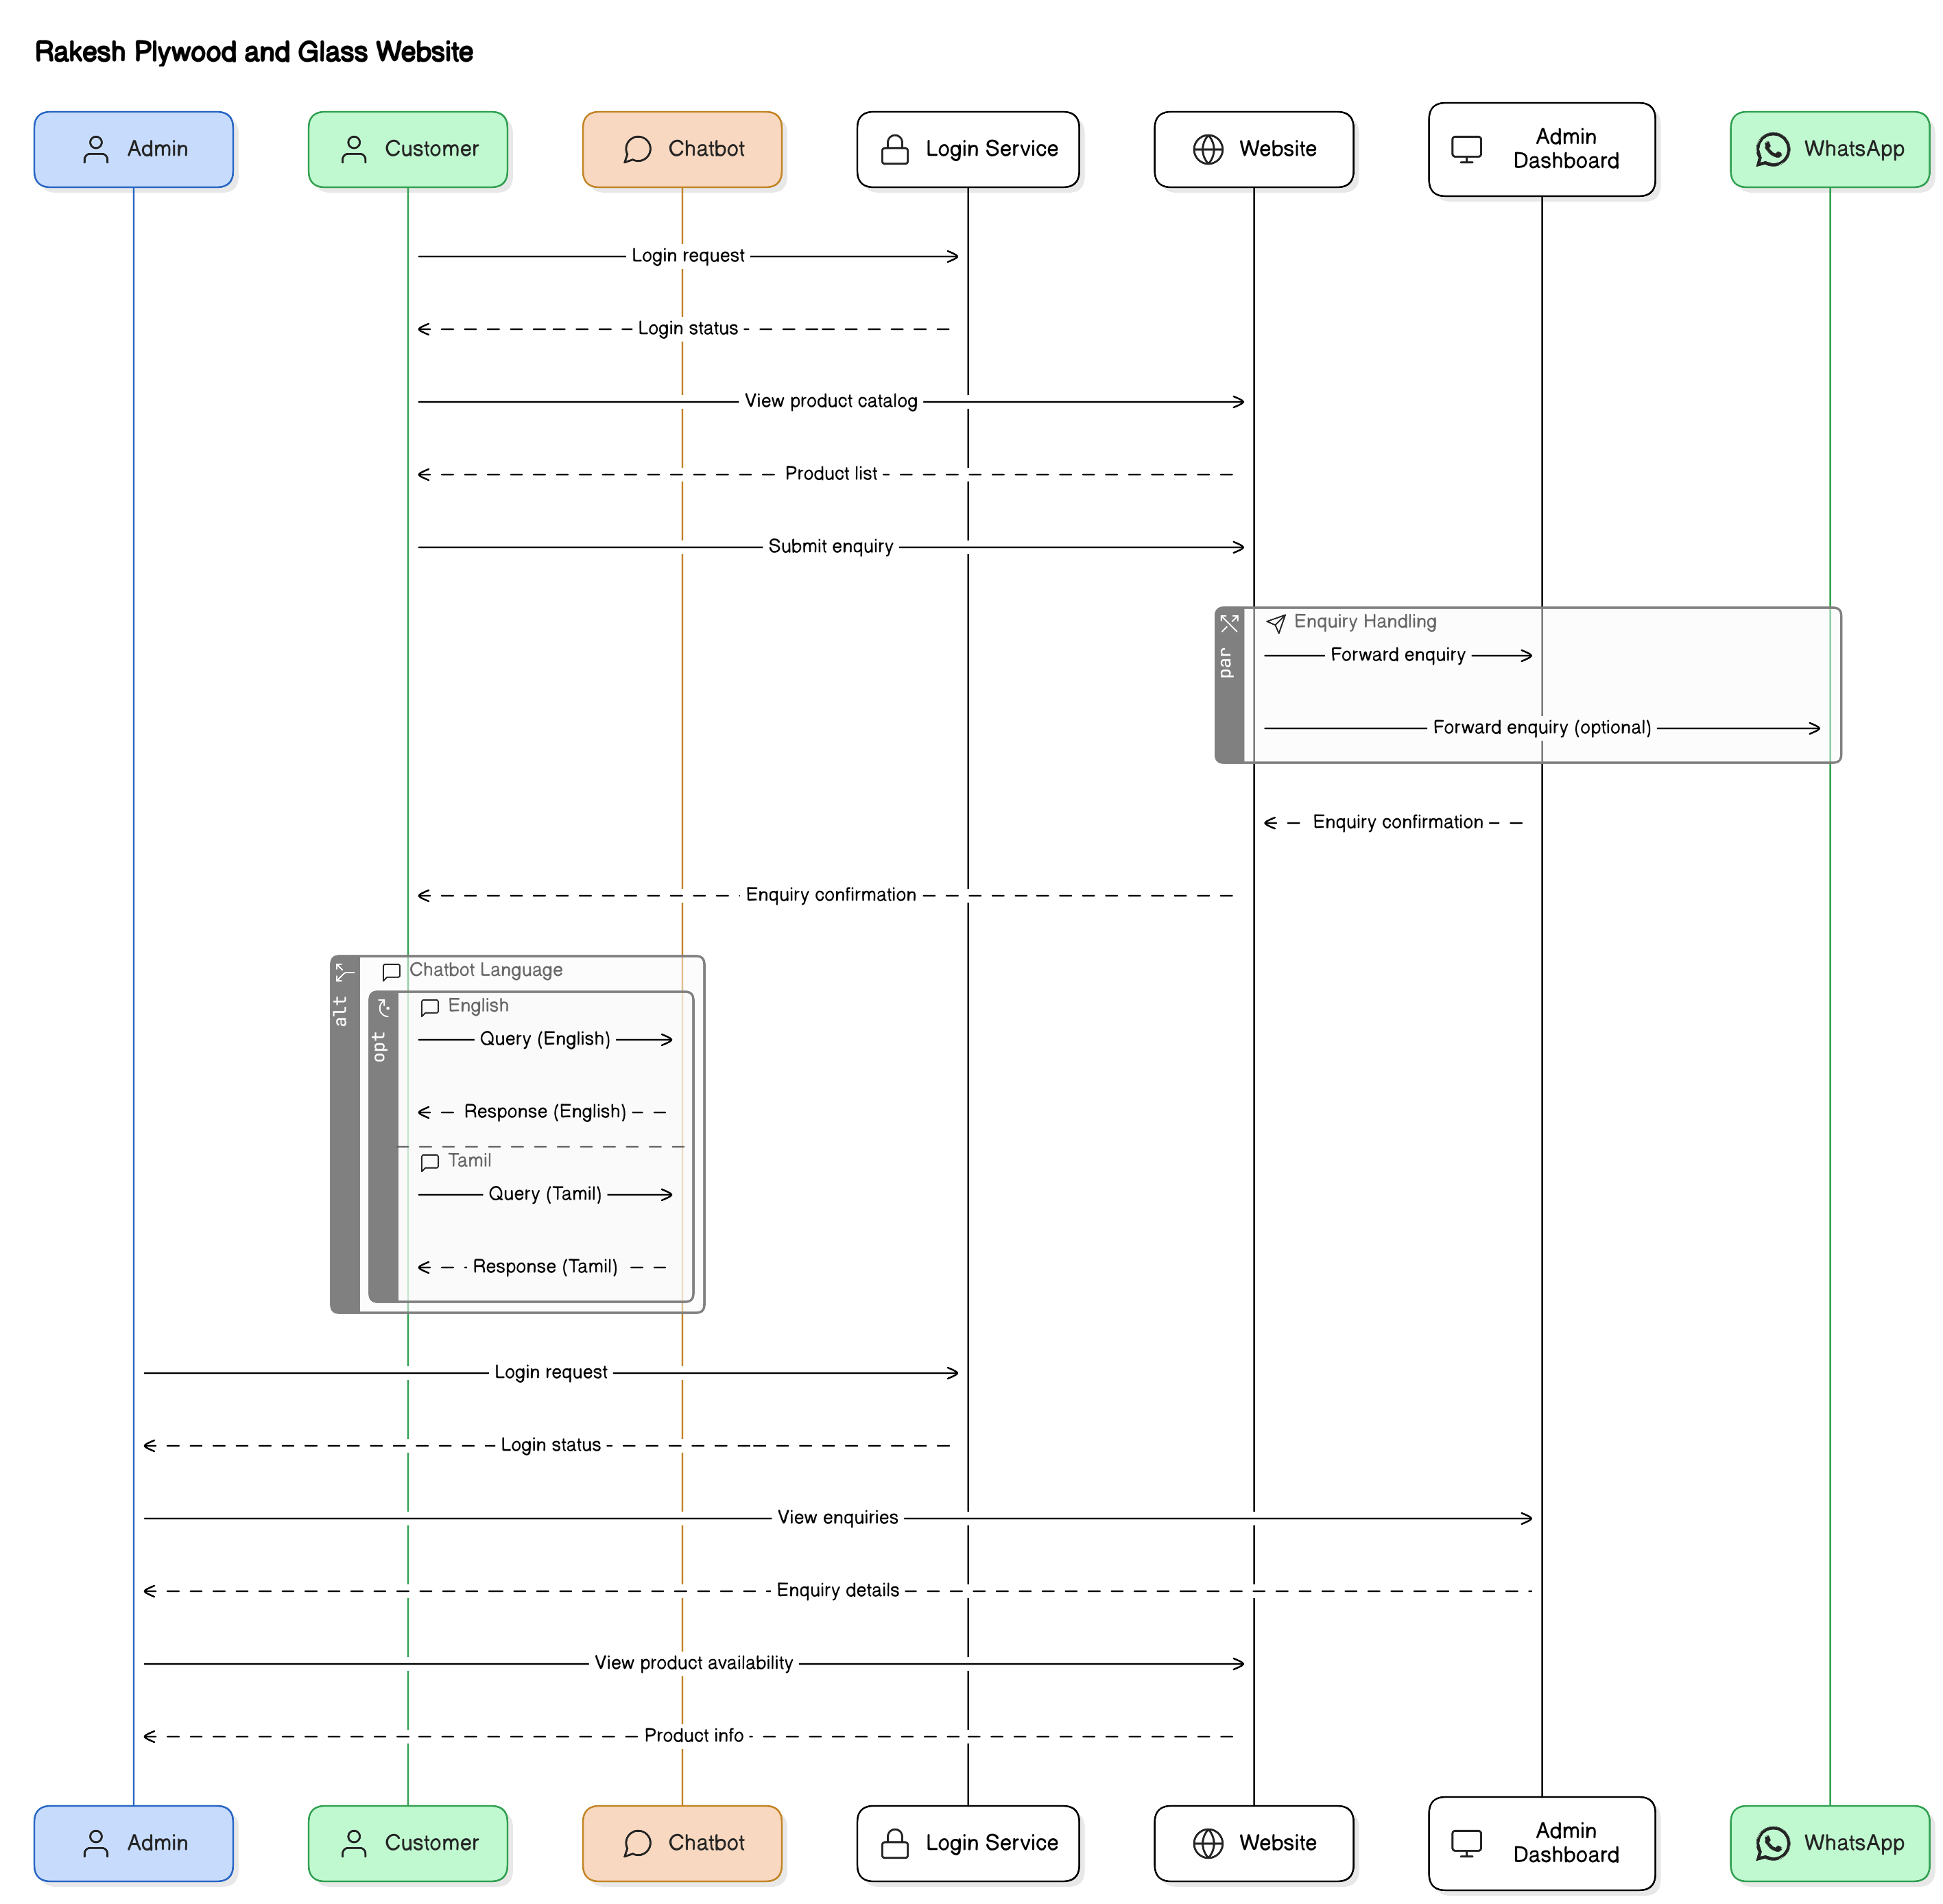 Rakesh Plywood and Glass Website
Admin
Customer
Chatbot
Login Service
Website
Admin
Dashboard
WhatsApp
Login request
Login status
View product catalog
Product list
Submit enquiry
par
Enquiry Handling
Forward enquiry
Forward enquiry (optional)
Enquiry confirmation
Enquiry confirmation
alt
Chatbot Language
opt
English
Query (English)
Response (English)
Tamil
Query (Tamil)
Response (Tamil)
Login request
Login status
View enquiries
Enquiry details
View product availability
Product info
Admin
Customer
Chatbot
Login Service
Website
Admin
Dashboard
WhatsApp